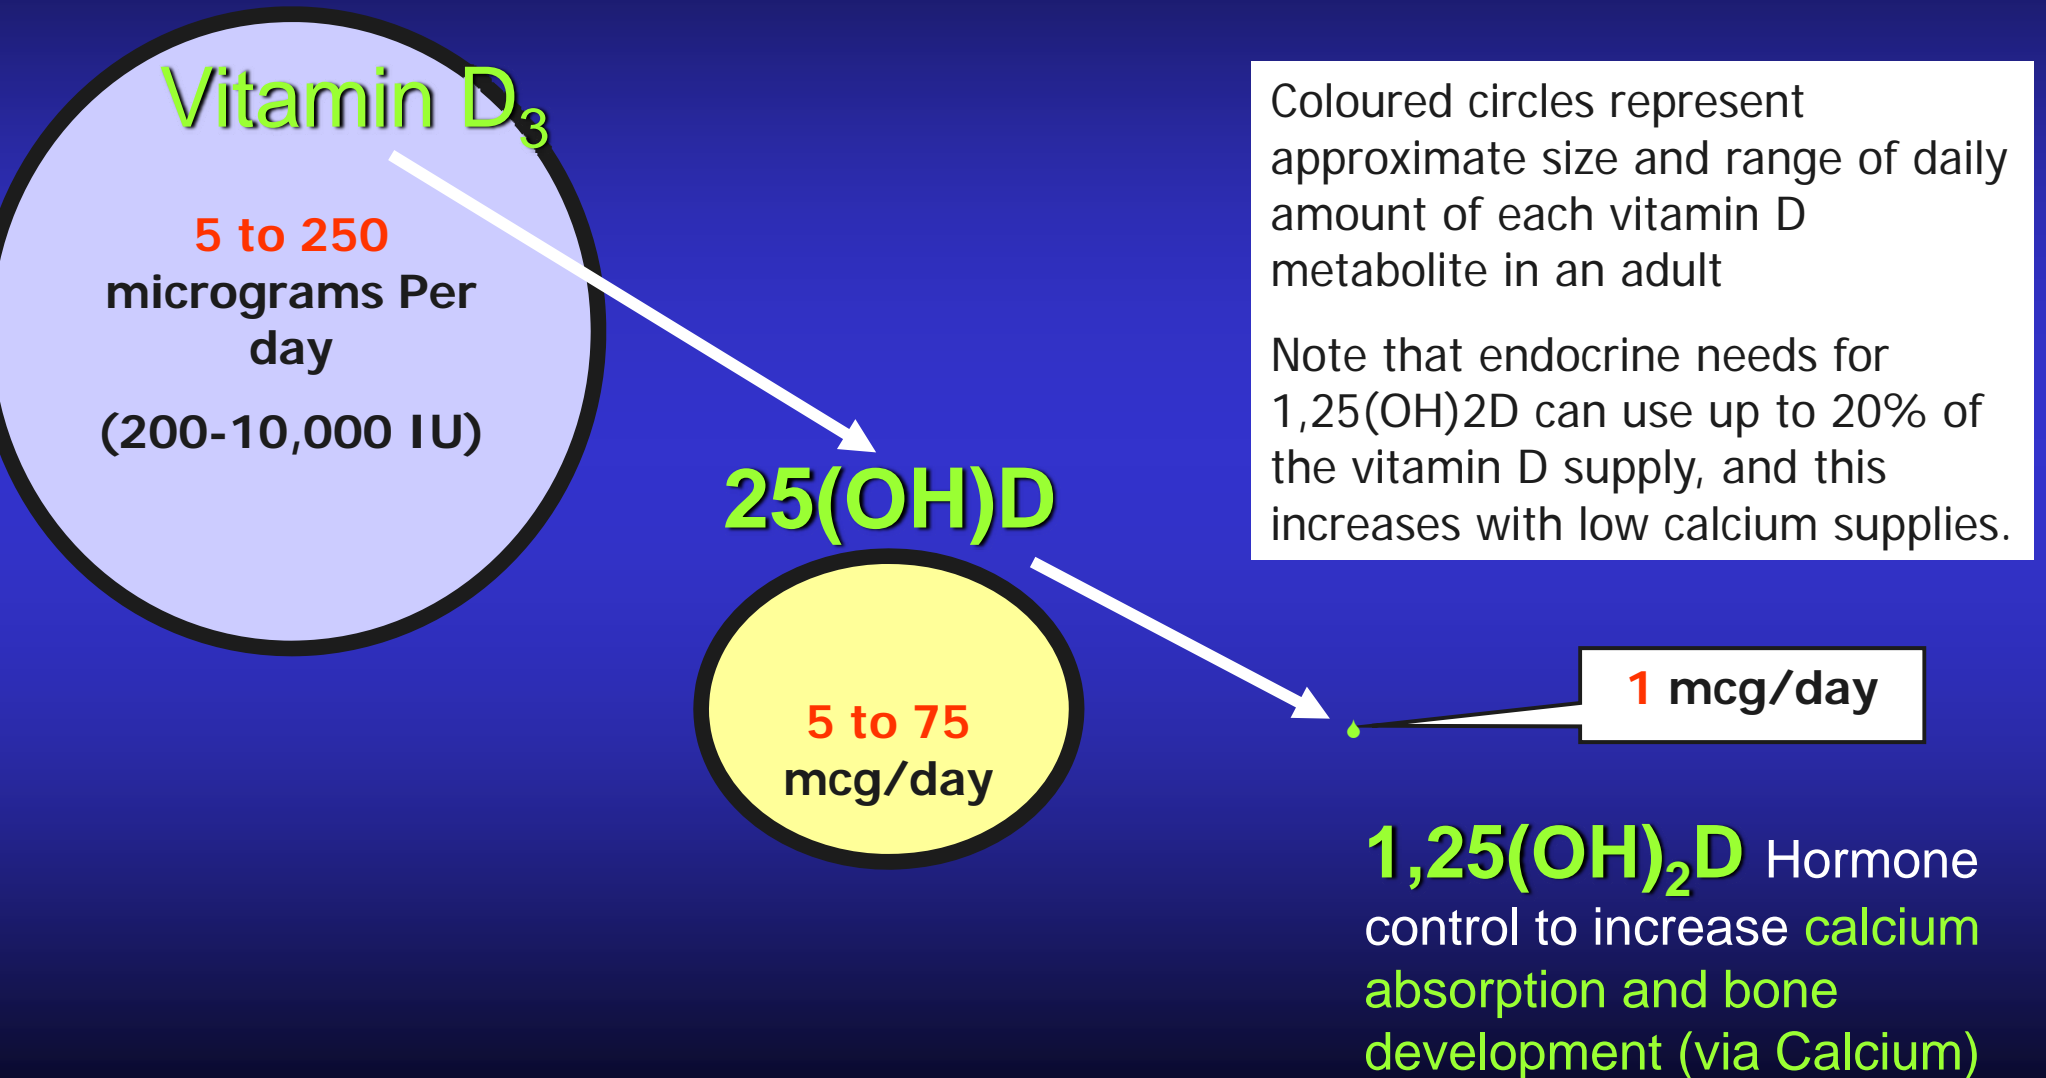 Vitamin D₃
5 to 250
micrograms Per
day
(200-10,000 IU)
25(OH)D
5 to 75
mcg/day
Coloured circles represent
approximate size and range of daily
amount of each vitamin D
metabolite in an adult
Note that endocrine needs for
1,25(OH)2D can use up to 20% of
the vitamin D supply, and this
increases with low calcium supplies.
1 mcg/day
1,25(OH)₂D Hormone
control to increase calcium
absorption and bone
development (via Calcium)